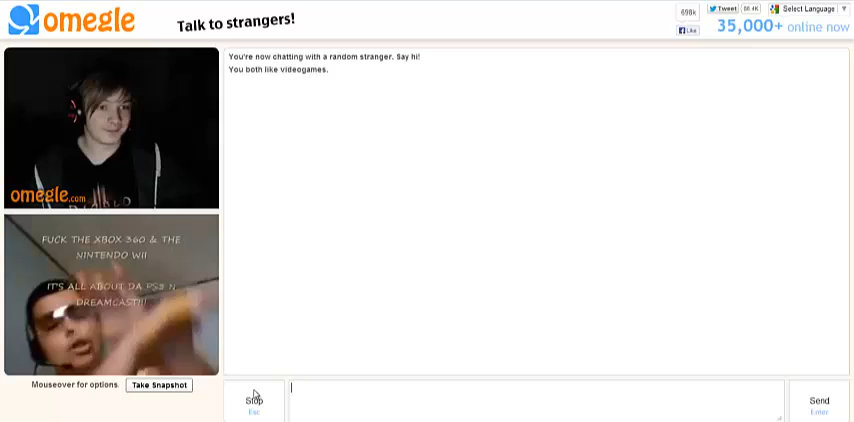 omegle
Talk to strangers!
698k
Like
Tweet
Select Language
35,000+ online now
You're now chatting with a random stranger. Say hi!
You both like videogames.
omegle.com
DIABLO
FUCK THE XBOX 360 & THE
NINTENDO WII
IT'S ALL ABOUT DA PS3 N
DREAMCAST!!!
Mouseover for options.
Take Snapshot
Stop
Esc
Send
Enter